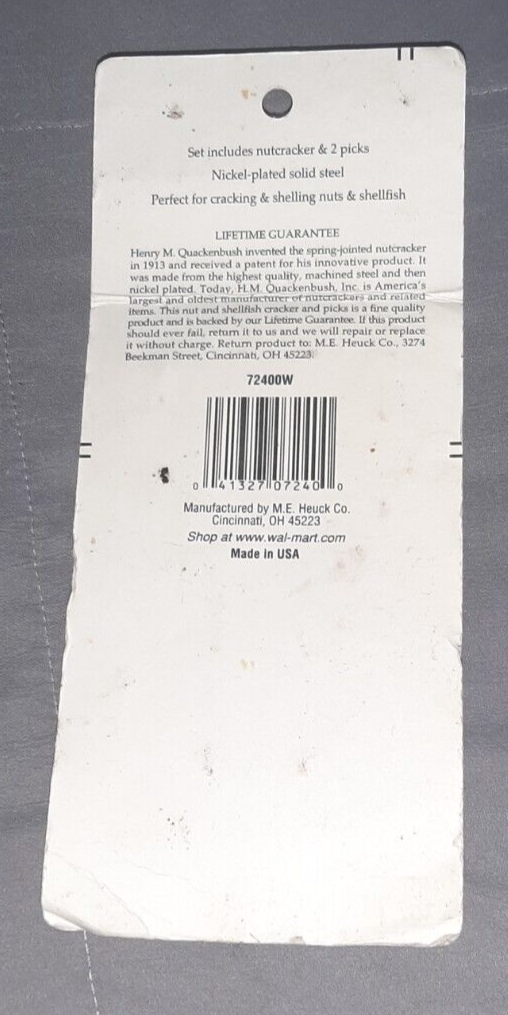 Set includes nutcracker & 2 picks
Nickel-plated solid steel
Perfect for cracking & shelling nuts & shellfish
LIFETIME GUARANTEE
Henry M. Quackenbush invented the spring-jointed nutcracker
in 1913 and received a patent for his innovative product. It
was made from the highest quality, machined steel and then
nickel plated. Today, H.M. Quackenbush, Inc. is America's
largest and oldest manufacturer of nutcrackers and related
items. This nut and shellfish cracker and picks is a fine quality
product and is backed by our Lifetime Guarantee. If this product
should ever fail, return it to us and we will repair or replace
it without charge. Return product to: M.E. Heuck Co., 3274
Beekman Street, Cincinnati, OH 45223.
72400W
0 41327 07240 0
Manufactured by M.E. Heuck Co.
Cincinnati, OH 45223
Shop at www.wal-mart.com
Made in USA